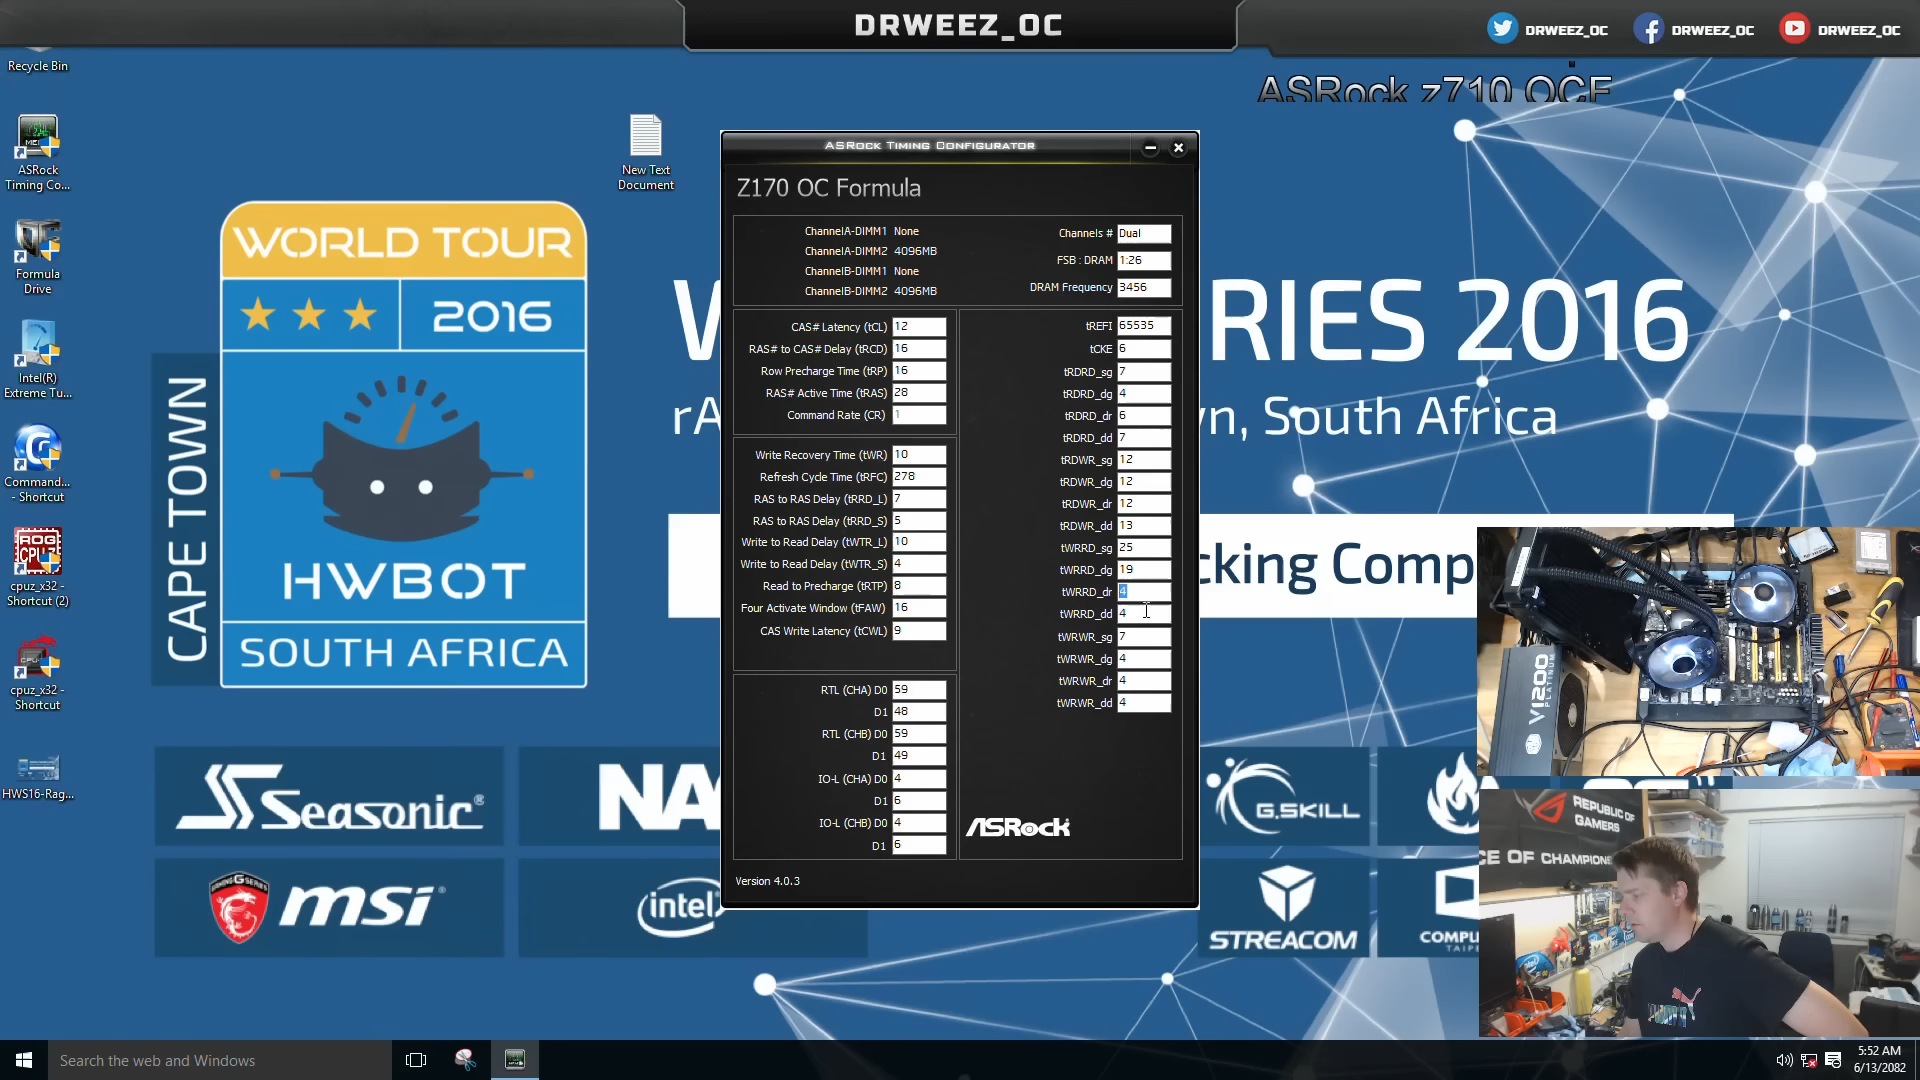 DRWEEZ_OC
DRWEEZ_OC
DRWEEZ_OC
DRWEEZ_OC
Recycle Bin
ASRock z710 OCF
ASRock
Timing Co...
Formula
Drive
Intel(R)
Extreme Tu...
Command...
- Shortcut
cpuz_x32 -
Shortcut (2)
cpuz_x32 -
Shortcut
HWS16-Rag...
New Text
Document
WORLD TOUR
2016
CAPE TOWN
HWBOT
SOUTH AFRICA
RIES 2016
vn, South Africa
cking Comp
Seasonic
msi
intel
G.SKILL
STREACOM
ASRock Timing Configurator
Z170 OC Formula
ChannelA-DIMM1 None
ChannelA-DIMM2 4096MB
ChannelB-DIMM1 None
ChannelB-DIMM2 4096MB
Channels # Dual
FSB : DRAM 1:26
DRAM Frequency 3456
CAS# Latency (tCL) 12
RAS# to CAS# Delay (tRCD) 16
Row Precharge Time (tRP) 16
RAS# Active Time (tRAS) 28
Command Rate (CR) 1
Write Recovery Time (tWR) 10
Refresh Cycle Time (tRFC) 278
RAS to RAS Delay (tRRD_L) 7
RAS to RAS Delay (tRRD_S) 5
Write to Read Delay (tWTR_L) 10
Write to Read Delay (tWTR_S) 4
Read to Precharge (tRTP) 8
Four Activate Window (tFAW) 16
CAS Write Latency (tCWL) 9
RTL (CHA) D0 59
D1 48
RTL (CHB) D0 59
D1 49
IO-L (CHA) D0 4
D1 6
IO-L (CHB) D0 4
D1 6
tREFI 65535
tCKE 6
tRDRD_sg 7
tRDRD_dg 4
tRDRD_dr 6
tRDRD_dd 7
tRDWR_sg 12
tRDWR_dg 12
tRDWR_dr 12
tRDWR_dd 13
tWRRD_sg 25
tWRRD_dg 19
tWRRD_dr 4
tWRRD_dd 4
tWRWR_sg 7
tWRWR_dg 4
tWRWR_dr 4
tWRWR_dd 4
ASRock
Version 4.0.3
V1200
PLATINUM
REPUBLIC OF
GAMERS
CE OF CHAMPIONS
PUMA
Search the web and Windows
5:52 AM
6/13/2082